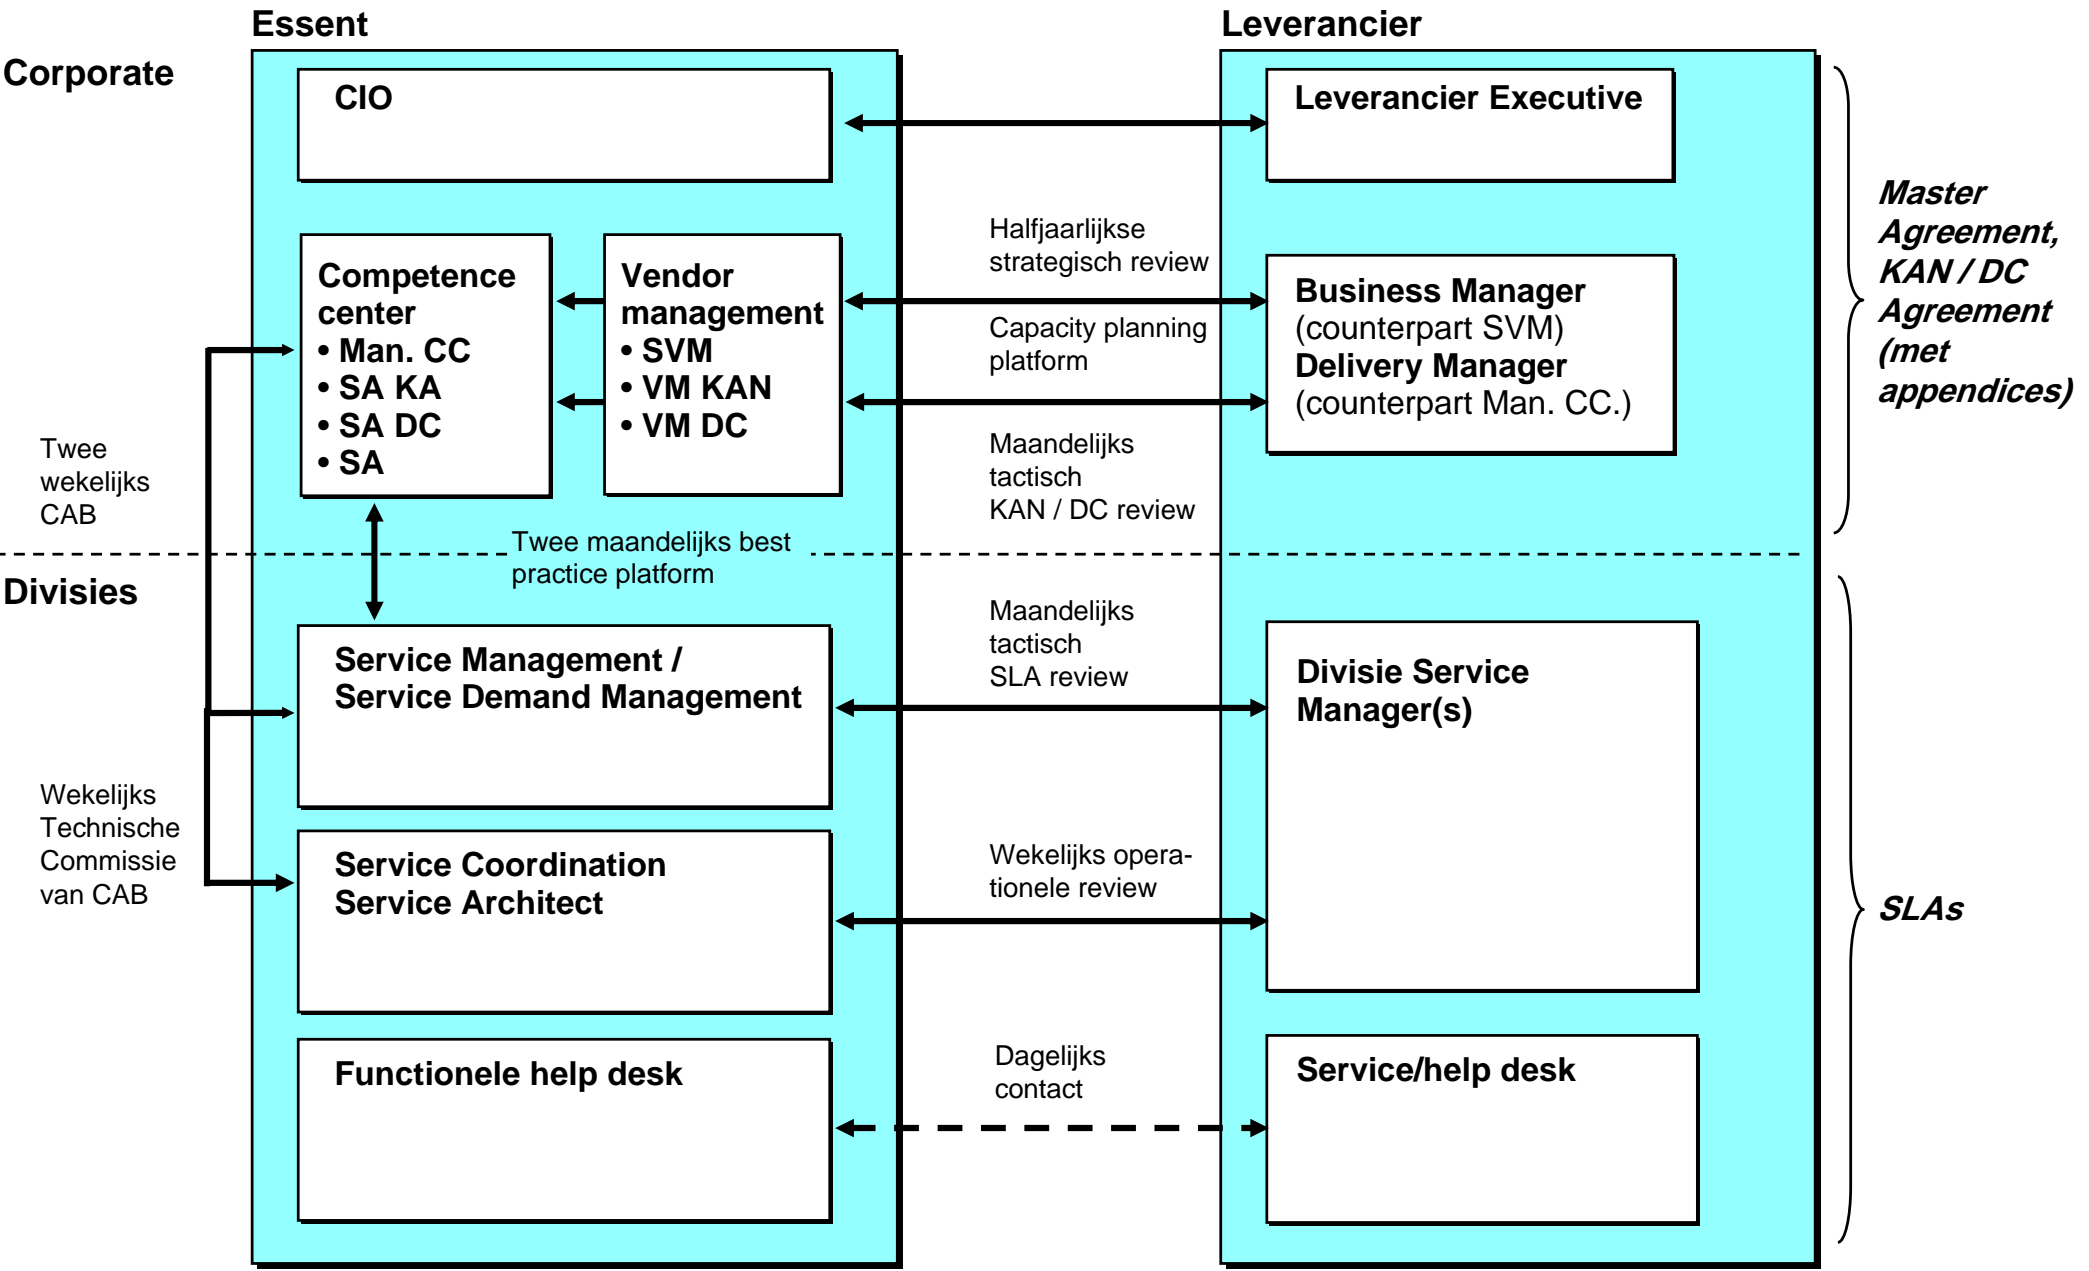 Essent
Leverancier
Corporate
CIO
Leverancier Executive
Competence
center
• Man. CC
• SA KA
• SA DC
• SA
Vendor
management
• SVM
• VM KAN
• VM DC
Halfjaarlijkse
strategisch review
Capacity planning
platform
Maandelijks
tactisch
KAN / DC review
Business Manager
(counterpart SVM)
Delivery Manager
(counterpart Man. CC.)
Master
Agreement,
KAN / DC
Agreement
(met
appendices)
Twee
wekelijks
CAB
Twee maandelijks best
practice platform
Divisies
Service Management /
Service Demand Management
Maandelijks
tactisch
SLA review
Divisie Service
Manager(s)
Wekelijks
Technische
Commissie
van CAB
Service Coordination
Service Architect
Wekelijks opera-
tionele review
SLAs
Functionele help desk
Dagelijks
contact
Service/help desk